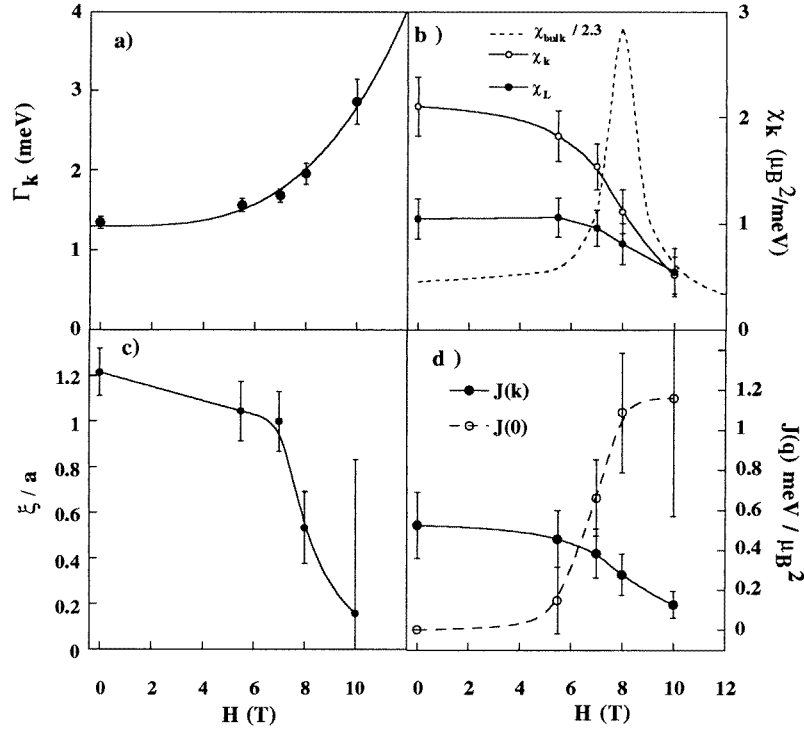 a)
Γk (meV)
4
3
2
1
0
b )
χbulk / 2.3
χk
χL
3
2
1
0
χk (μB²/meV)
c)
ξ / a
1.2
1
0.8
0.6
0.4
0.2
0
0 2 4 6 8 10
H (T)
d )
J(k)
J(0)
1.2
1
0.8
0.6
0.4
0.2
0
J(q) meV / μB²
0 2 4 6 8 10 12
H (T)